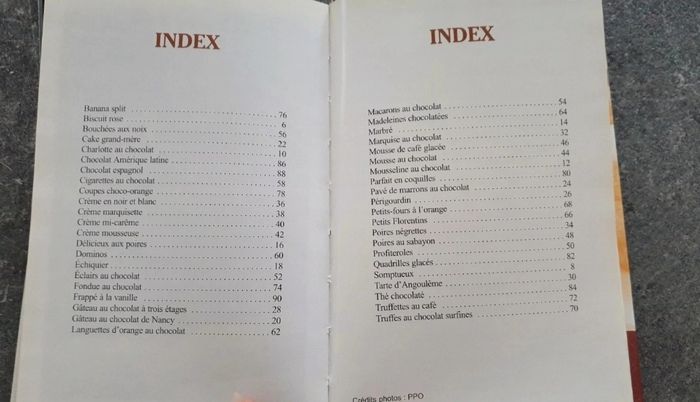 INDEX
Banana split 76
Biscuit rose 6
Bouchées aux noix 56
Cake grand-mère 22
Charlotte au chocolat 10
Chocolat Amérique latine 86
Chocolat espagnol 88
Cigarettes au chocolat 58
Coupes choco-orange 78
Crème en noir et blanc 36
Crème marquisette 38
Crème mi-carême 40
Crème mousseuse 42
Délicieux aux poires 16
Dominos 60
Échiquier 18
Éclairs au chocolat 52
Fondue au chocolat 74
Frappé à la vanille 90
Gâteau au chocolat à trois étages 28
Gâteau au chocolat de Nancy 20
Languettes d'orange au chocolat 62
INDEX
Macarons au chocolat 54
Madeleines chocolatées 64
Marbré 14
Marquise au chocolat 32
Mousse de café glacée 46
Mousse au chocolat 44
Mousseline au chocolat 12
Parfait en coquilles 80
Pavé de marrons au chocolat 24
Périgourdin 26
Petits-fours à l'orange 68
Petits Florentins 66
Poires négrettes 34
Poires au sabayon 48
Profiteroles 50
Quadrilles glacés 82
Somptueux 8
Tarte d'Angoulème 30
Thé chocolaté 84
Truffettes au café 72
Truffes au chocolat surfines 70
Crédits photos : PPO